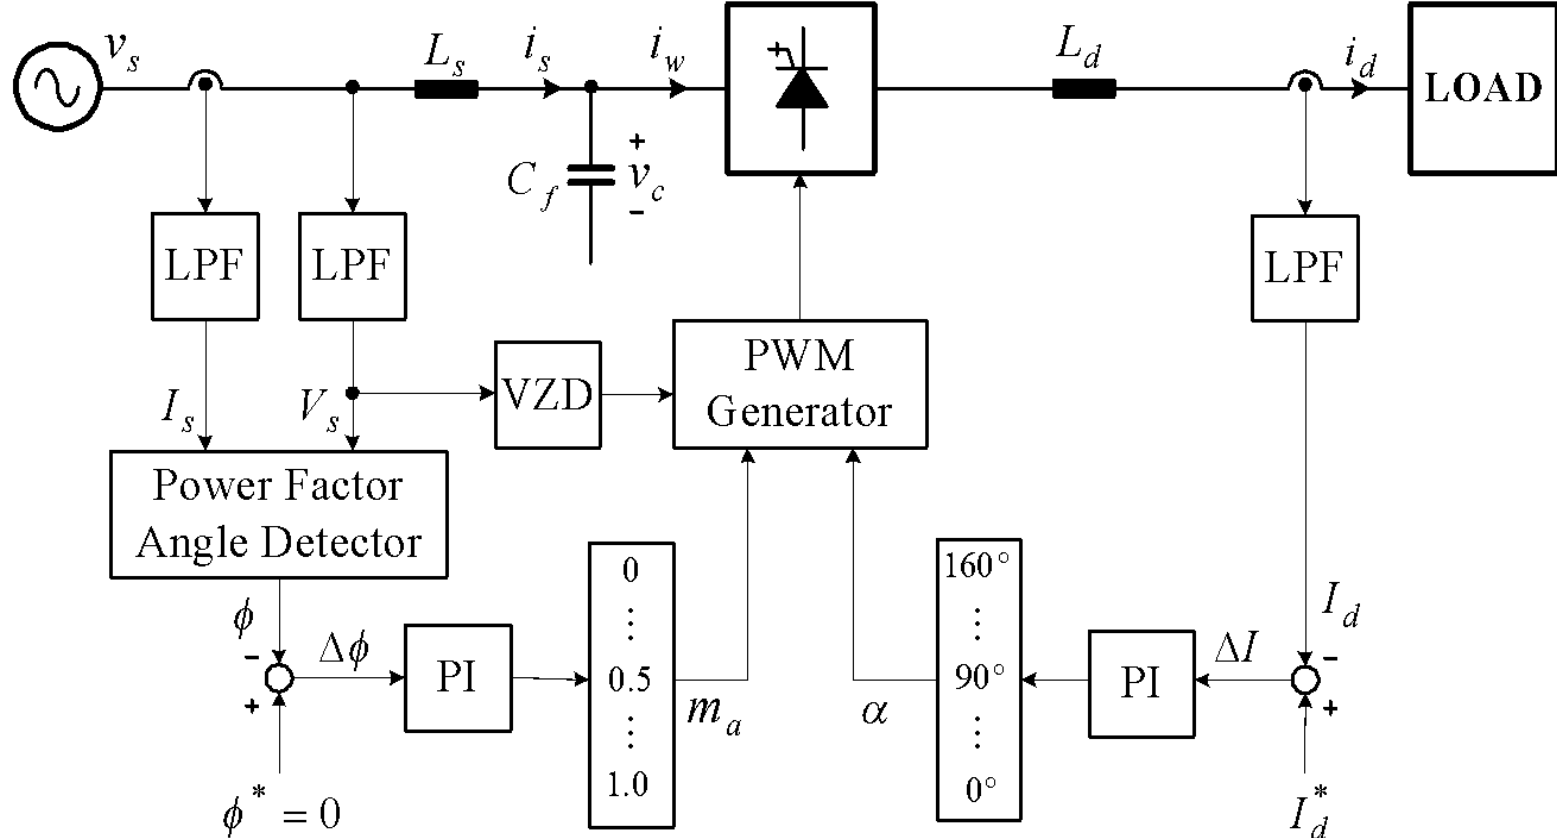 v_s
L_s
i_s
i_w
L_d
i_d
LOAD
C_f
+
v_c
-
LPF
LPF
LPF
I_s
V_s
VZD
PWM
Generator
Power Factor
Angle Detector
ϕ
-
+
Δϕ
PI
0
⋮
0.5
⋮
1.0
m_a
α
160°
⋮
90°
⋮
0°
PI
ΔI
I_d
-
+
ϕ* = 0
I_d*